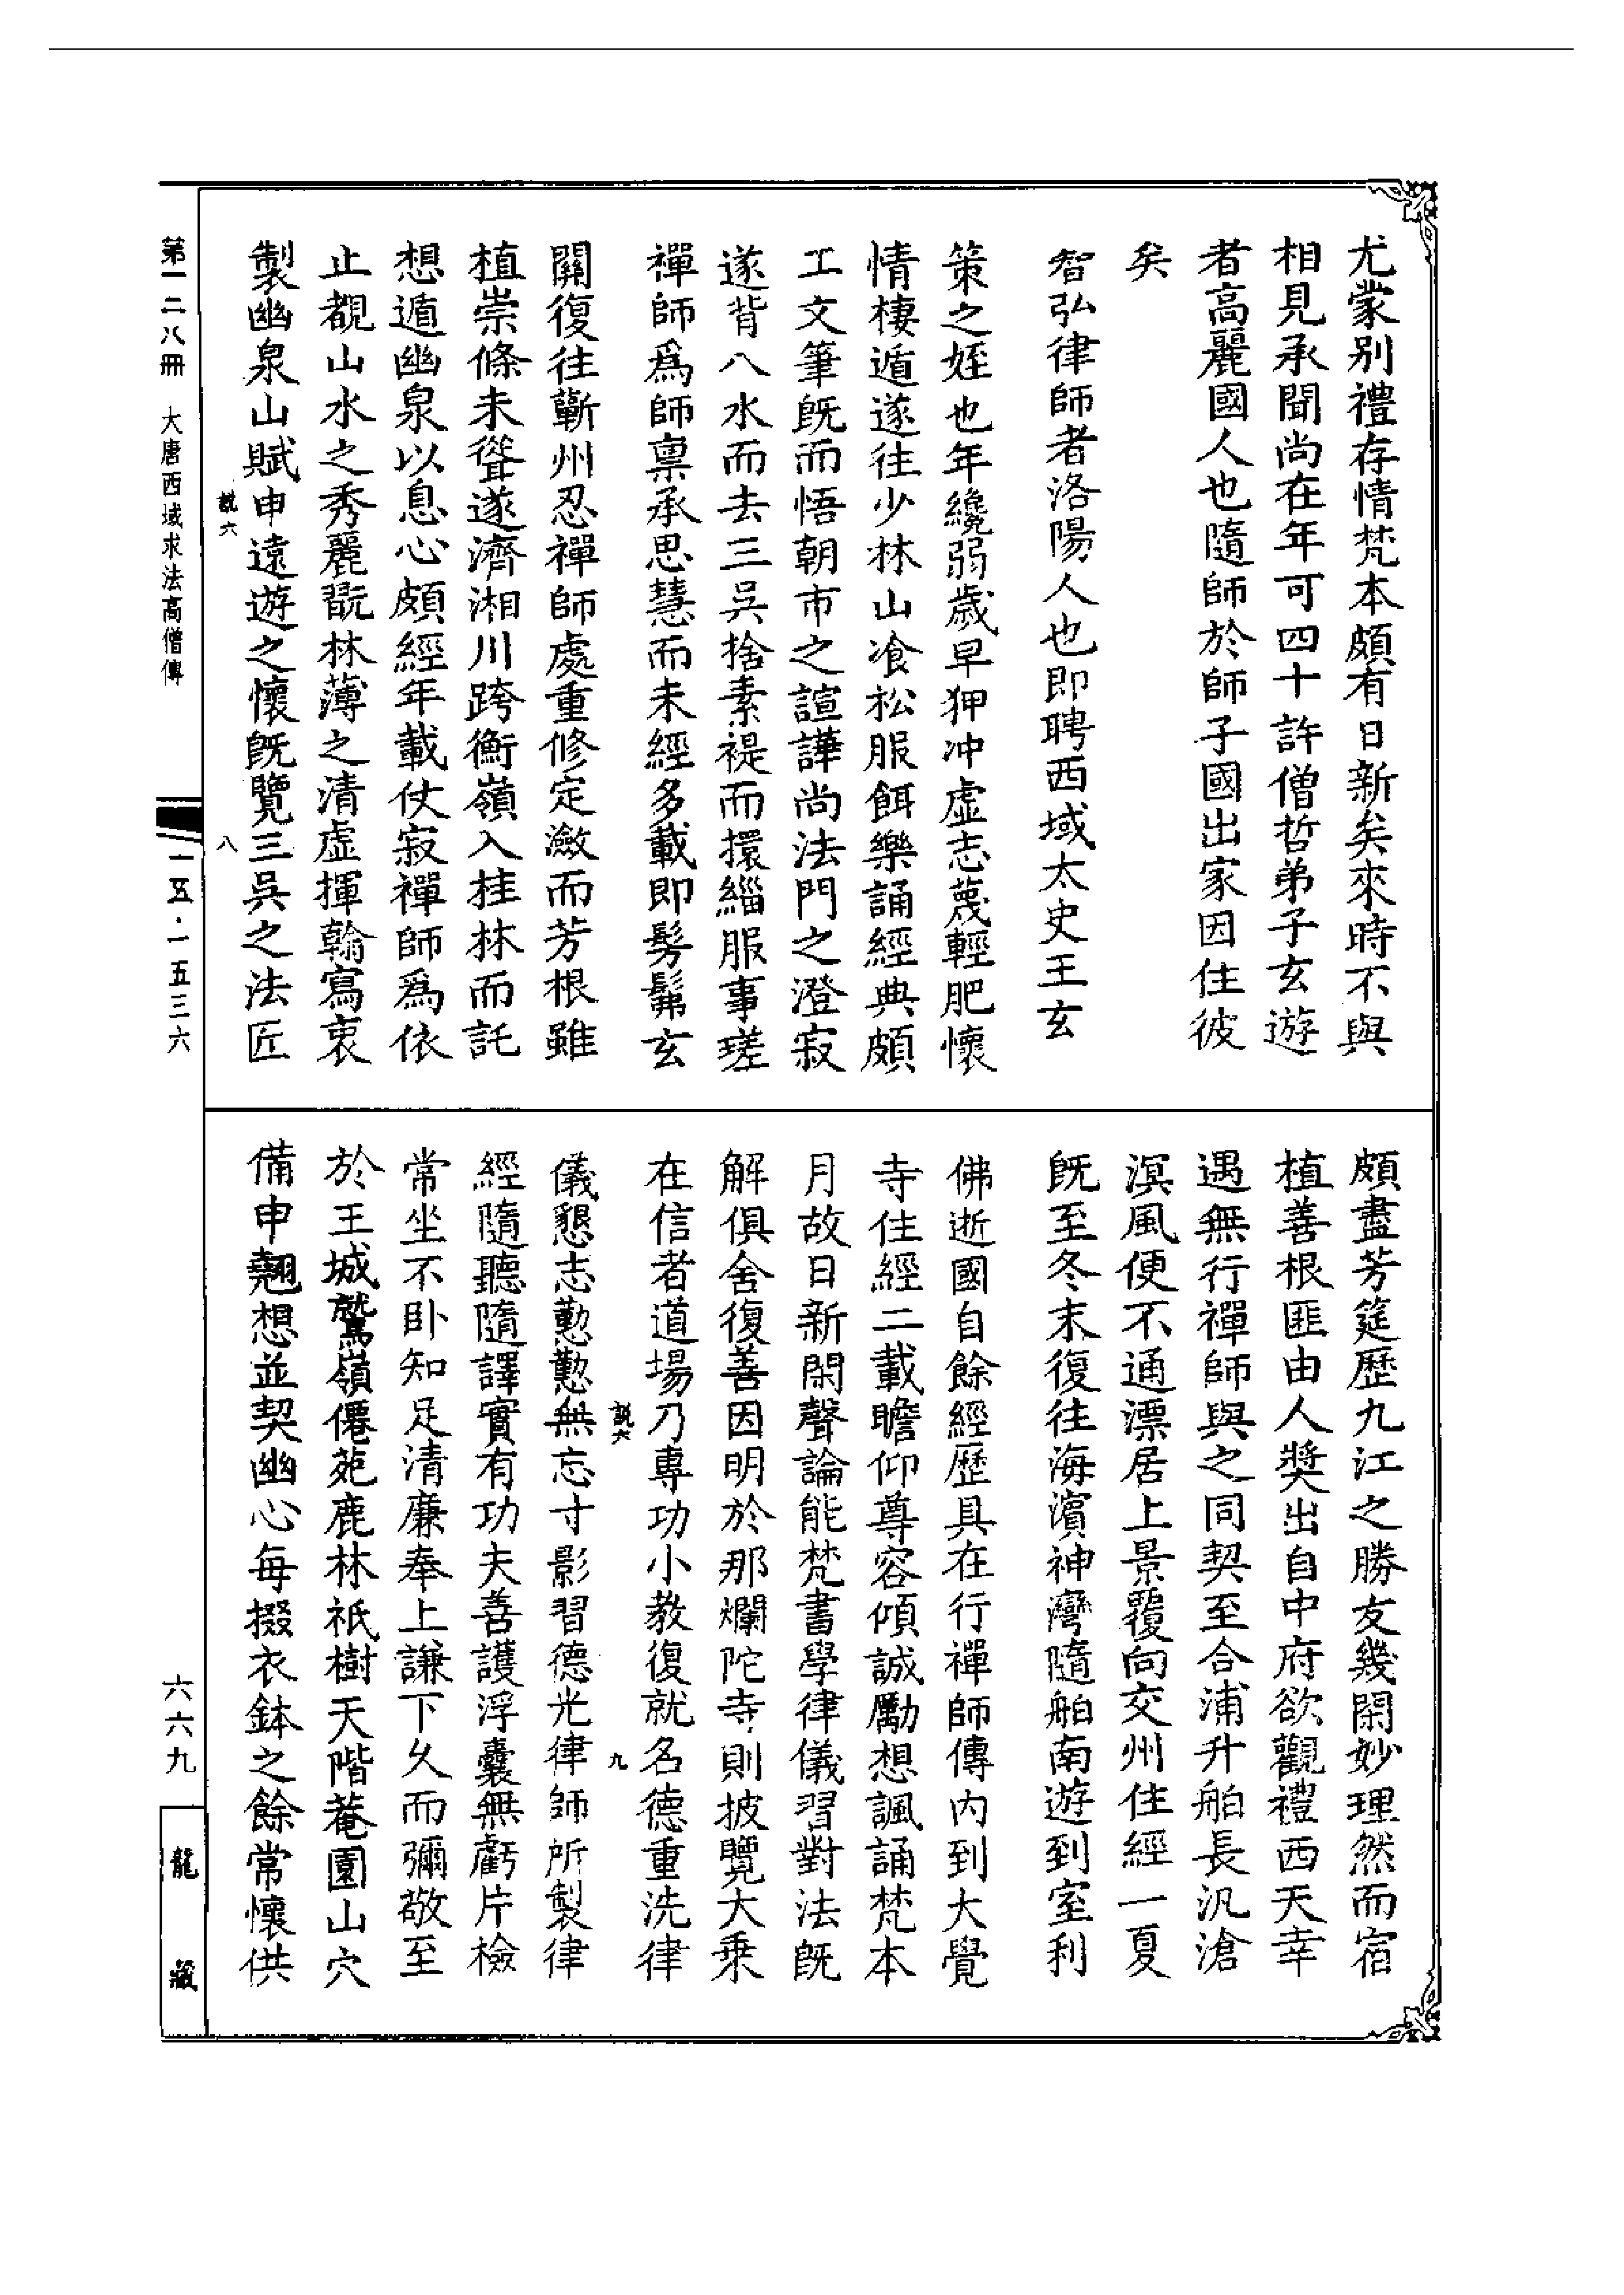 尤蒙别禮存情梵本頗有日新矣來時不與
相見承聞尚在年可四十許僧哲弟子玄遊
者高麗國人也隨師於師子國出家因住彼
矣
智弘律師者洛陽人也即聘西域太史王玄
策之姪也年纔弱歲早狎冲虛志蔑輕肥懷
情棲遁遂往少林山飡松服餌樂誦經典頗
工文筆既而悟朝市之諠譁尚法門之澄寂
遂背八水而去三吳捨素禔而擐緇服事瑳
禪師爲師禀承思慧而未經多載即髣髴玄
關復往蘄州忍禪師處重修定瀲而芳根雖
植崇條未聳遂濟湘川跨衡嶺入桂林而託
想遁幽泉以息心頗經年載仗寂禪師爲依
止覩山水之秀麗翫林薄之清虛揮翰寫衷
製幽泉山賦申遠遊之懷既覽三吳之法匠
説六
八
頗盡芳筵歷九江之勝友幾閑妙理然而宿
植善根匪由人獎出自中府欲觀禮西天幸
遇無行禪師與之同契至合浦升舶長汎滄
溟風便不通漂居上景覆向交州住經一夏
既至冬末復往海濵神灣隨舶南遊到室利
佛逝國自餘經歷具在行禪師傳内到大覺
寺住經二載瞻仰尊容傾誠勵想諷誦梵本
月故日新閑聲論能梵書學律儀習對法既
解俱舍復善因明於那爛陀寺則披覽大乘
在信者道場乃專功小教復就名德重洗律
説六
九
儀懇志懃懃無忘寸影習德光律師所製律
經隨聽隨譯實有功夫善護浮囊無虧片檢
常坐不卧知足清廉奉上謙下久而彌敬至
於王城鷲嶺僊苑鹿林祇樹天階菴園山穴
備申翹想並契幽心每掇衣鉢之餘常懷供
第一二八冊 大唐西域求法高僧傳
一五·一五三六
六六九
龍藏